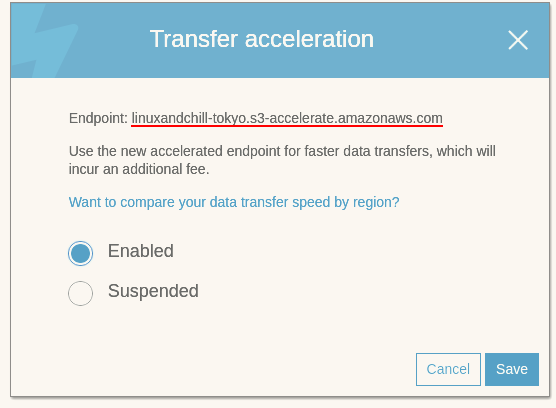 Transfer acceleration
Endpoint: linuxandchill-tokyo.s3-accelerate.amazonaws.com
Use the new accelerated endpoint for faster data transfers, which will
incur an additional fee.
Want to compare your data transfer speed by region?
Enabled
Suspended
Cancel Save